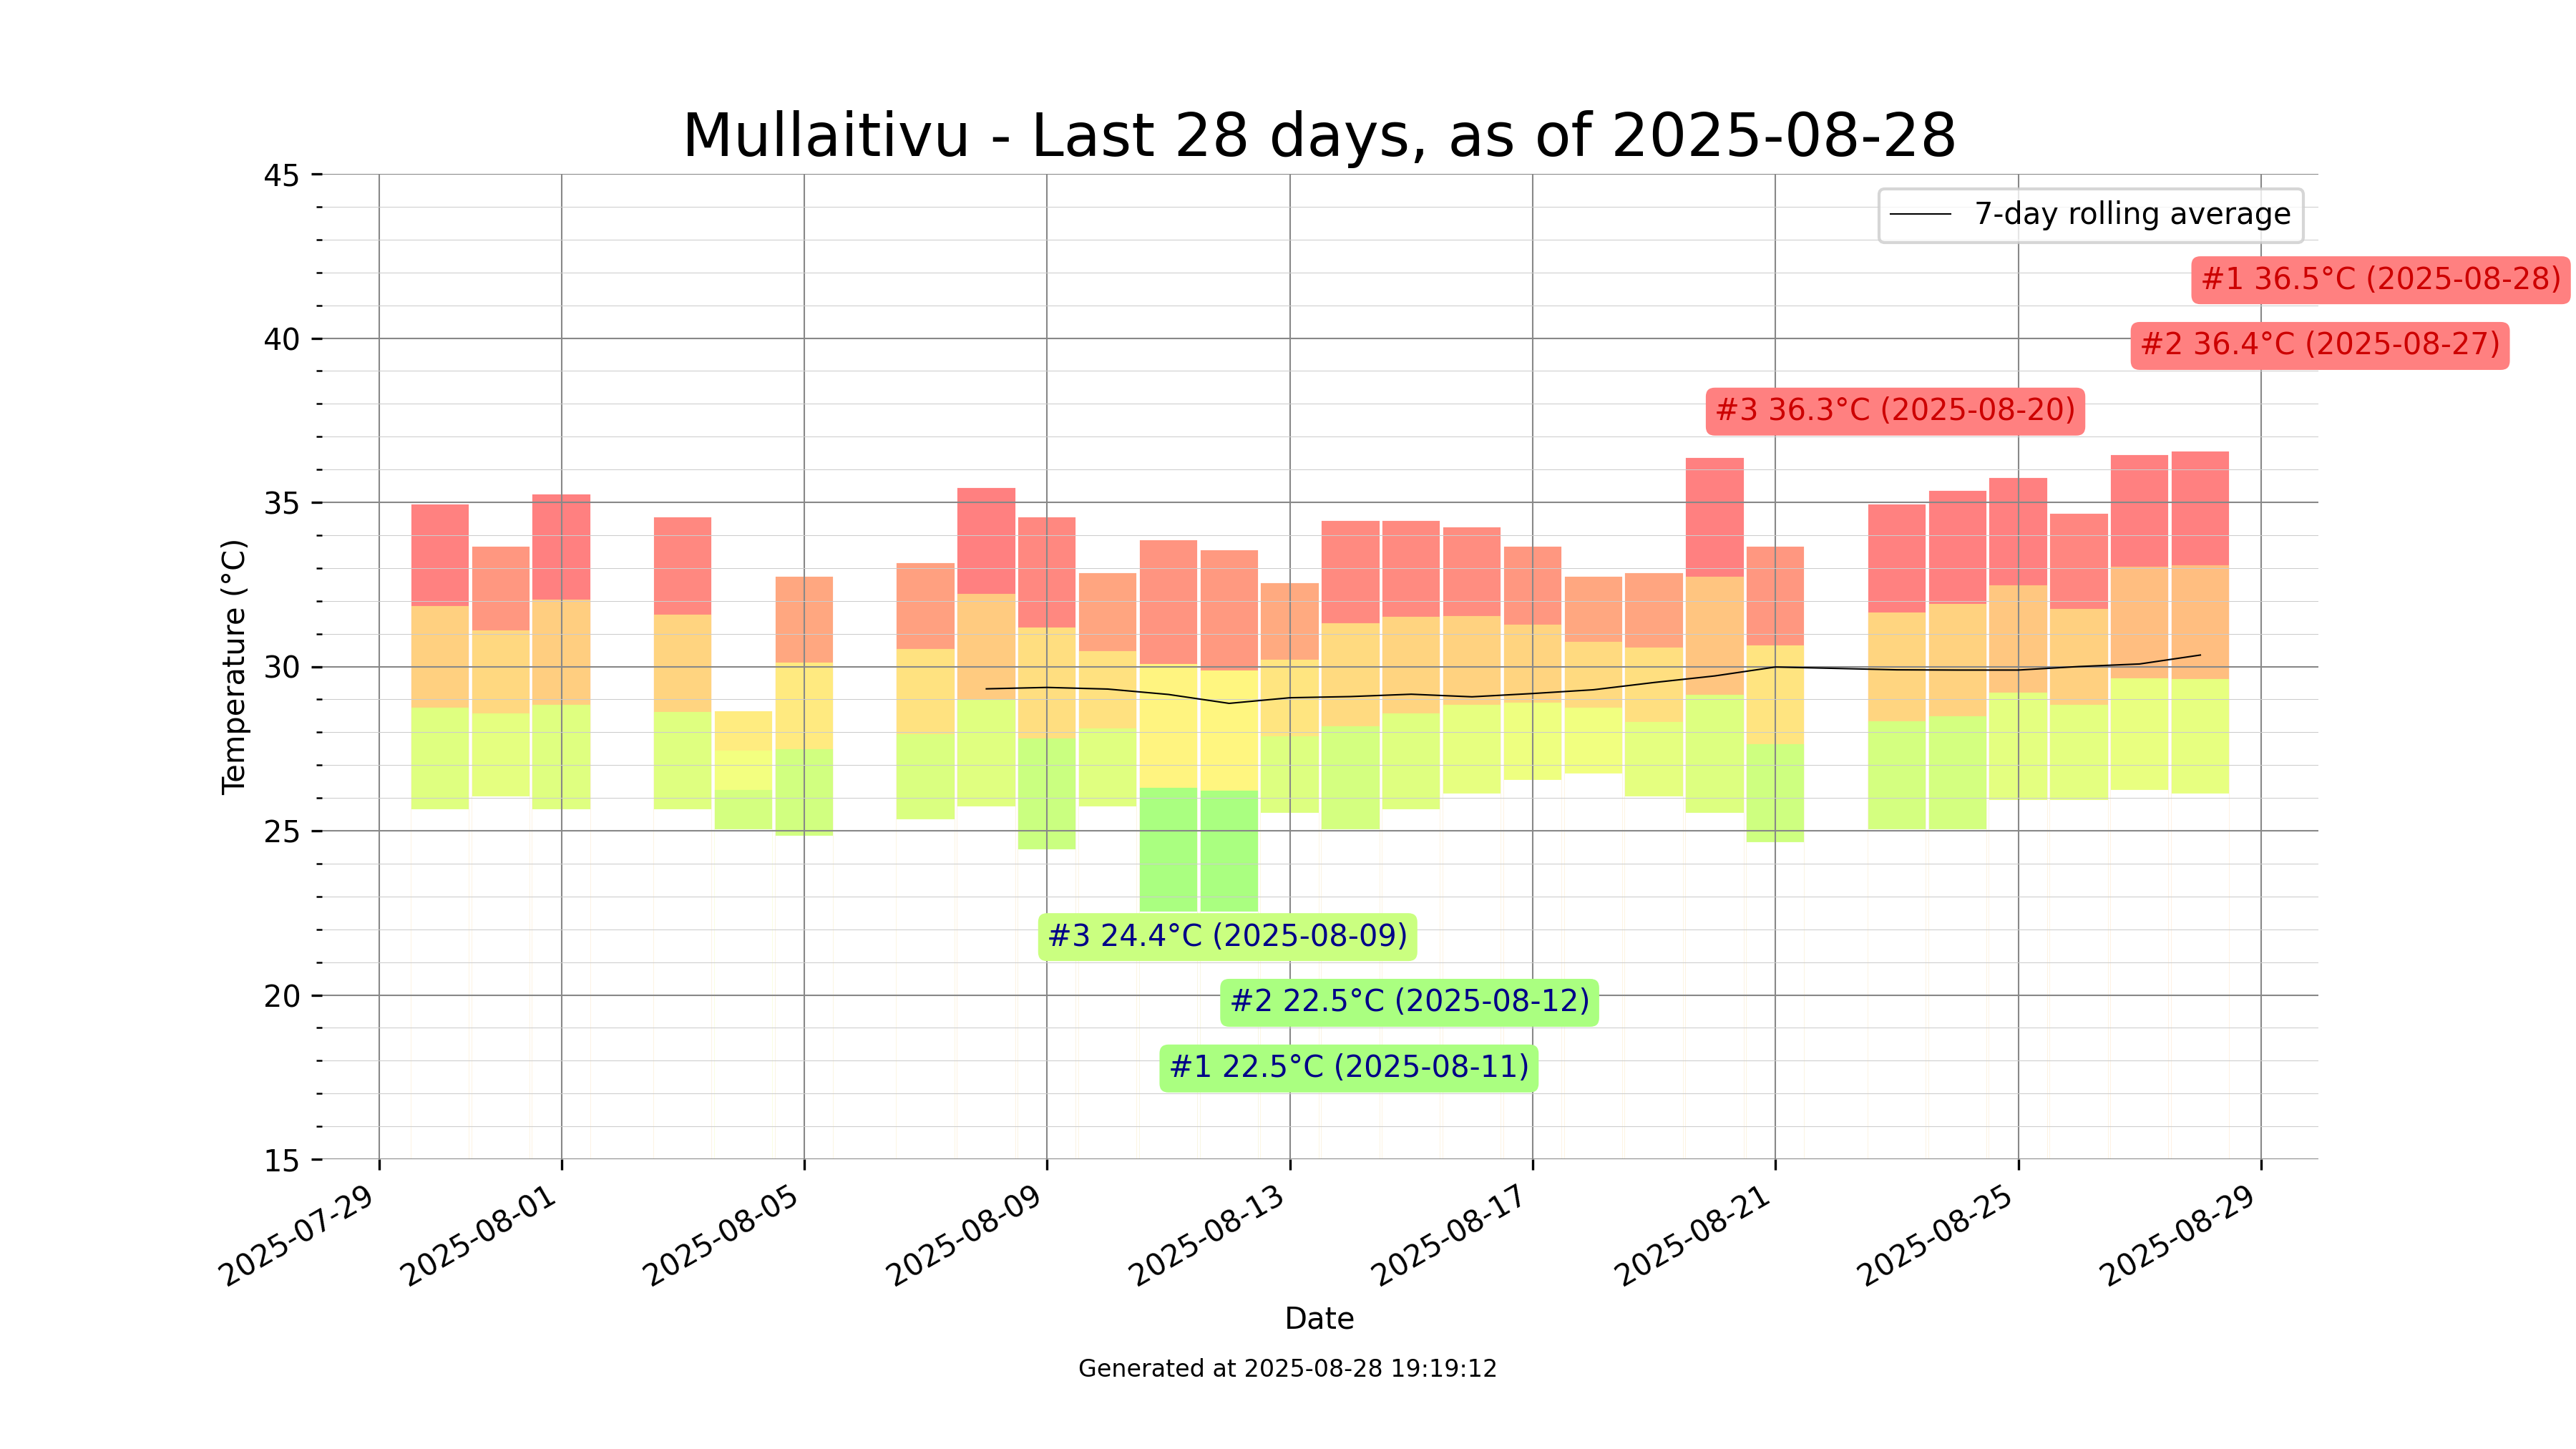 Mullaitivu - Last 28 days, as of 2025-08-28
45
7-day rolling average
#1 36.5°C (2025-08-28)
40
#2 36.4°C (2025-08-27)
#3 36.3°C (2025-08-20)
35
Temperature (°C)
30
25
#3 24.4°C (2025-08-09)
20
#2 22.5°C (2025-08-12)
#1 22.5°C (2025-08-11)
15
2025-07-29
2025-08-01
2025-08-05
2025-08-09
2025-08-13
2025-08-17
2025-08-21
2025-08-25
2025-08-29
Date
Generated at 2025-08-28 19:19:12